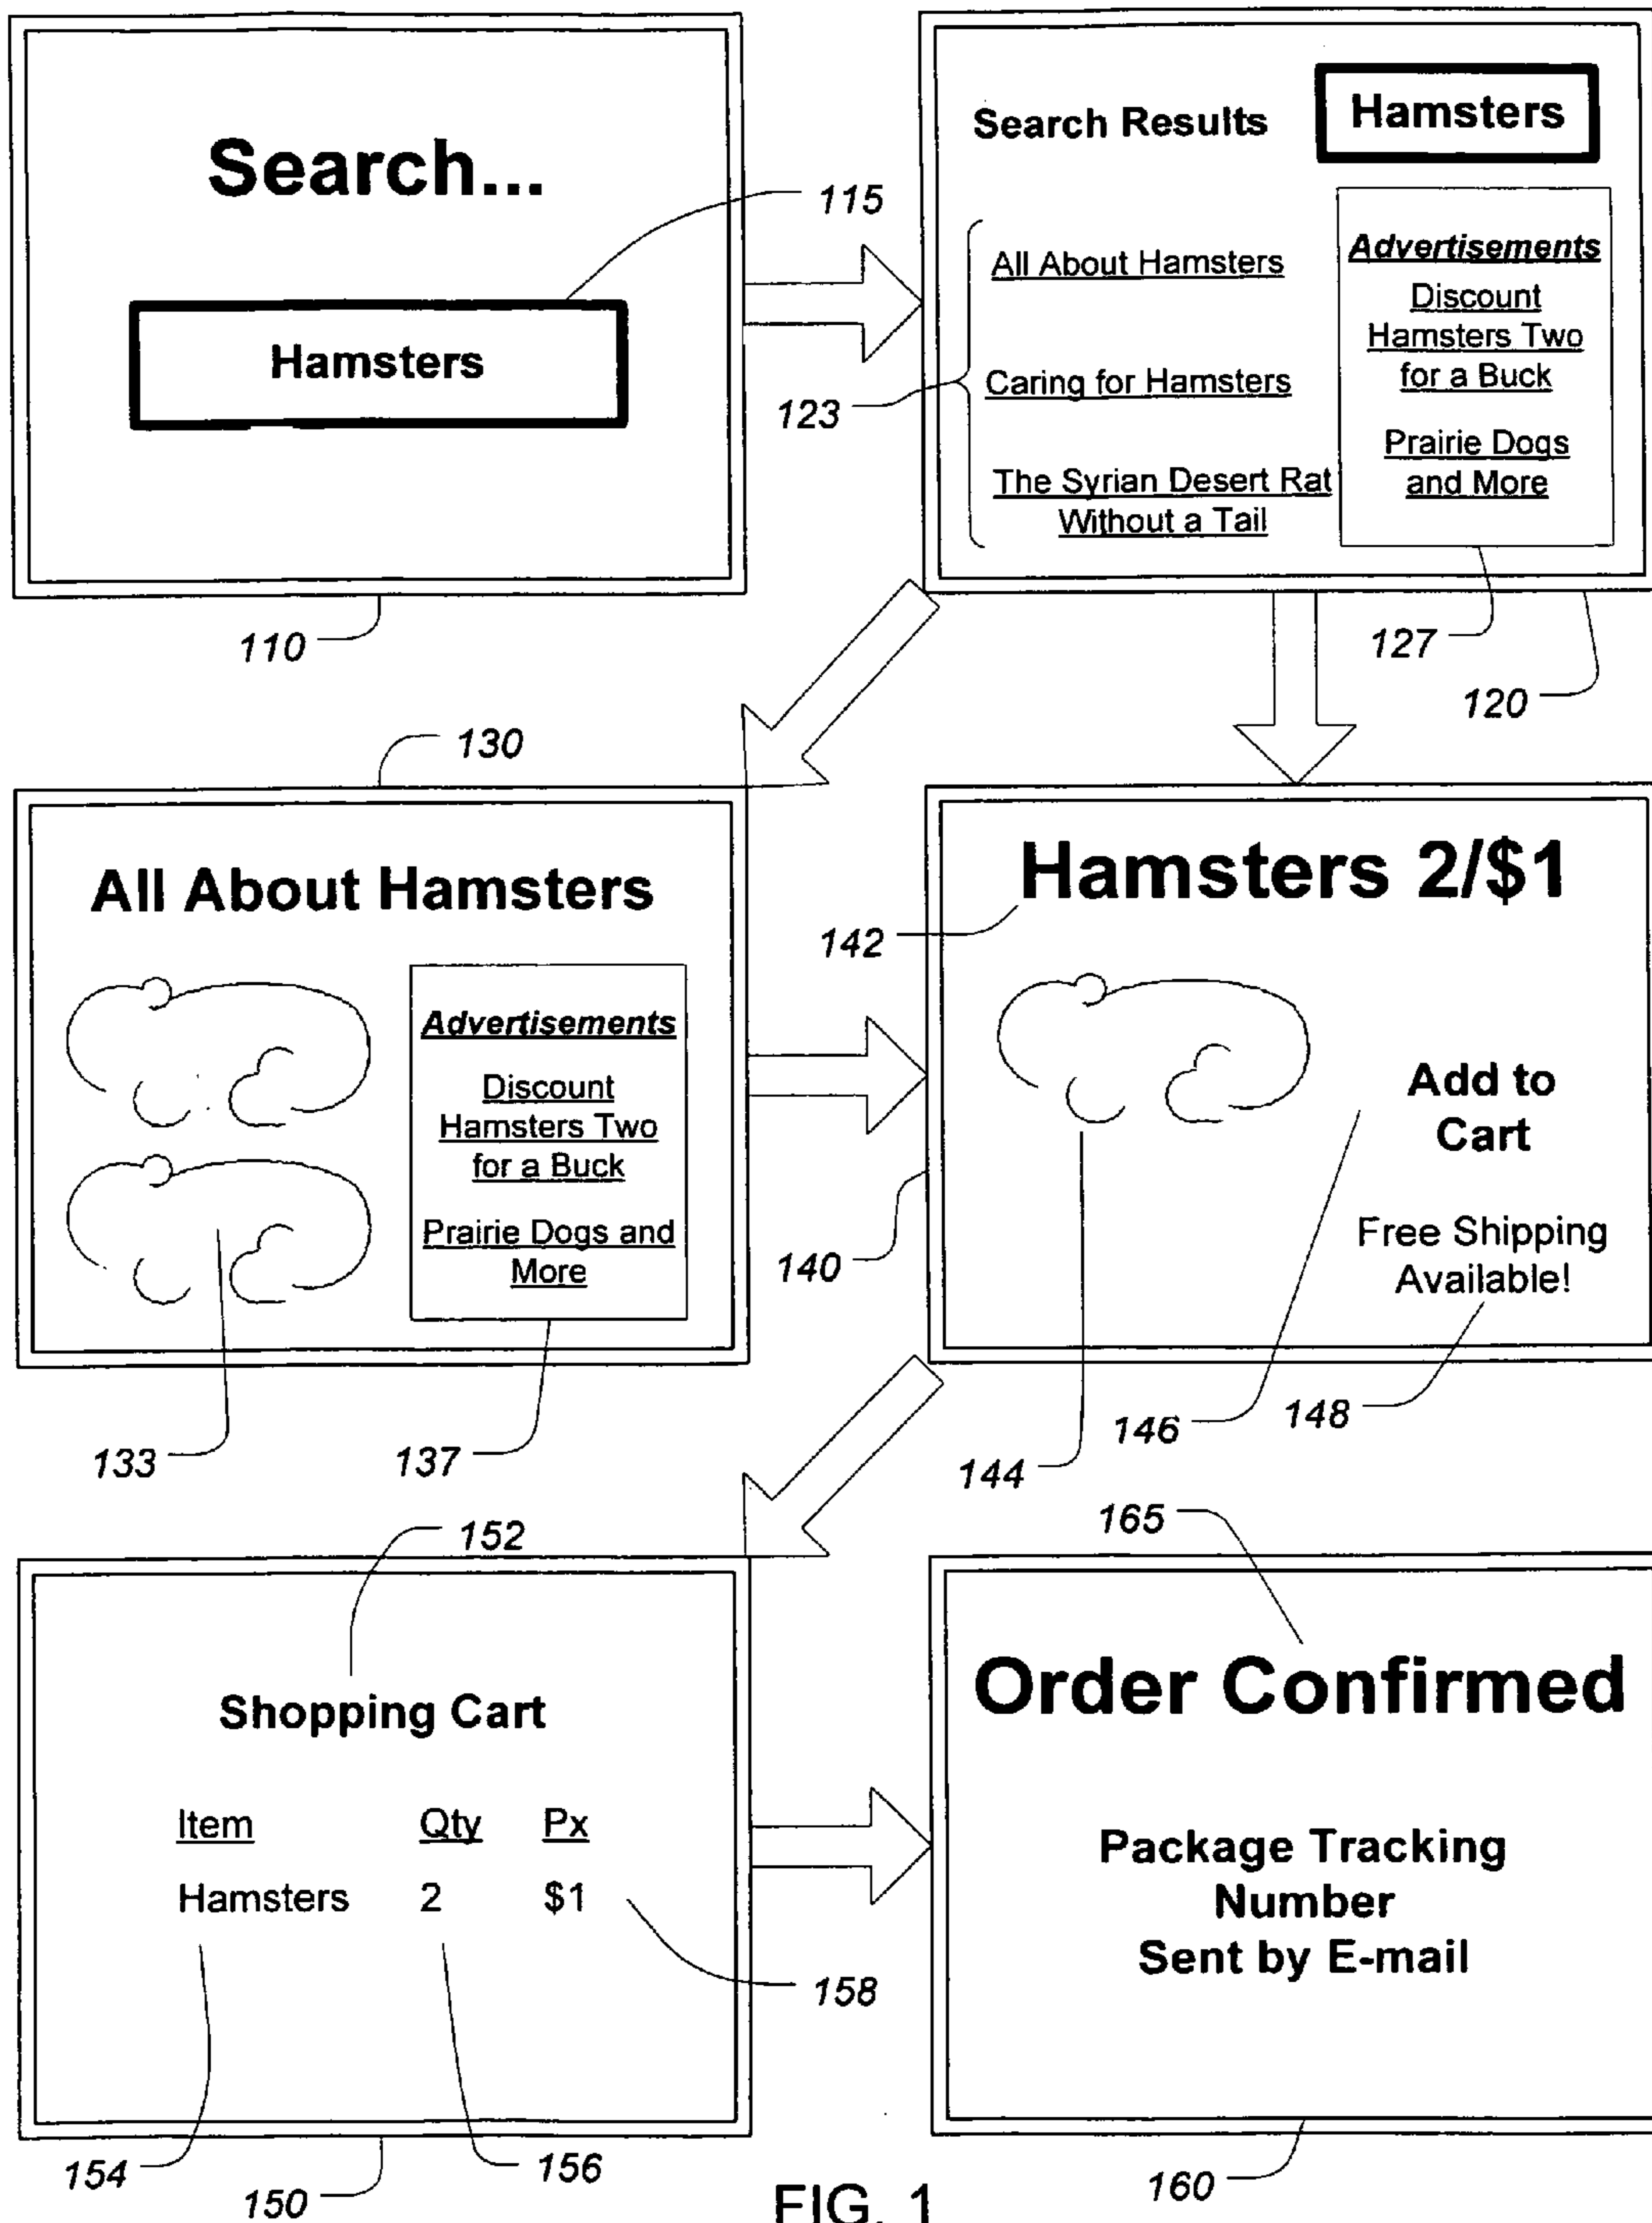 Search...
115
Hamsters
110
Search Results
Hamsters
123
All About Hamsters
Caring for Hamsters
The Syrian Desert Rat
Without a Tail
Advertisements
Discount
Hamsters Two
for a Buck
Prairie Dogs
and More
127
120
130
All About Hamsters
Advertisements
Discount
Hamsters Two
for a Buck
Prairie Dogs and
More
133
137
Hamsters 2/$1
142
Add to
Cart
Free Shipping
Available!
140
144
146
148
152
Shopping Cart
Item Qty Px
Hamsters 2 $1
158
154
156
150
165
Order Confirmed
Package Tracking
Number
Sent by E-mail
160
FIG. 1